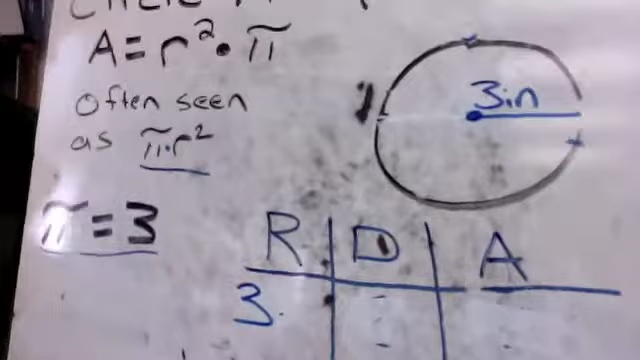 A = r² • π
often seen
as π·r²
π = 3
3in
R D A
3